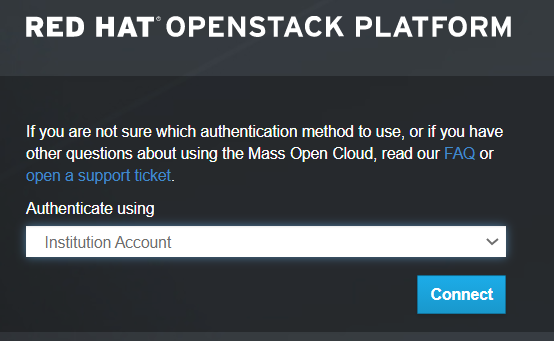 RED HAT® OPENSTACK PLATFORM
If you are not sure which authentication method to use, or if you have
other questions about using the Mass Open Cloud, read our FAQ or
open a support ticket.
Authenticate using
Institution Account
Connect